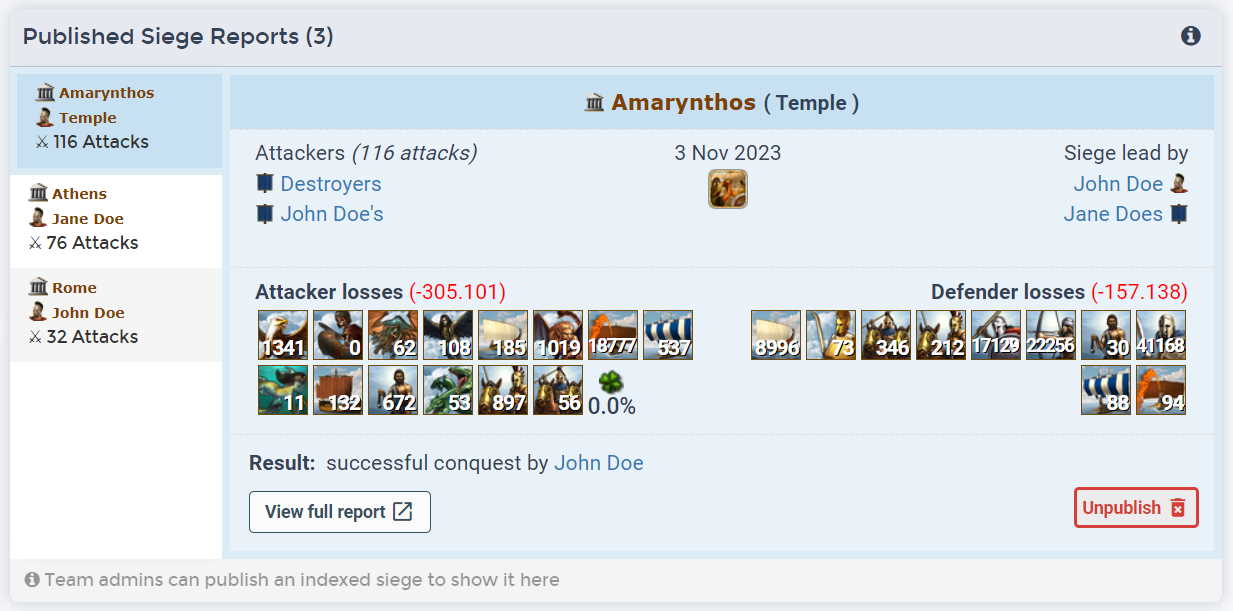 Published Siege Reports (3)
Amarynthos
Temple
116 Attacks
Athens
Jane Doe
76 Attacks
Rome
John Doe
32 Attacks
Amarynthos ( Temple )
Attackers (116 attacks)
Destroyers
John Doe's
3 Nov 2023
Siege lead by
John Doe
Jane Does
Attacker losses (-305.101)
1341 0 62 108 185 1019 18777 537
11 132 672 53 897 56 0.0%
Defender losses (-157.138)
8996 73 346 212 17129 22256 30 41168
88 94
Result: successful conquest by John Doe
View full report
Unpublish
Team admins can publish an indexed siege to show it here